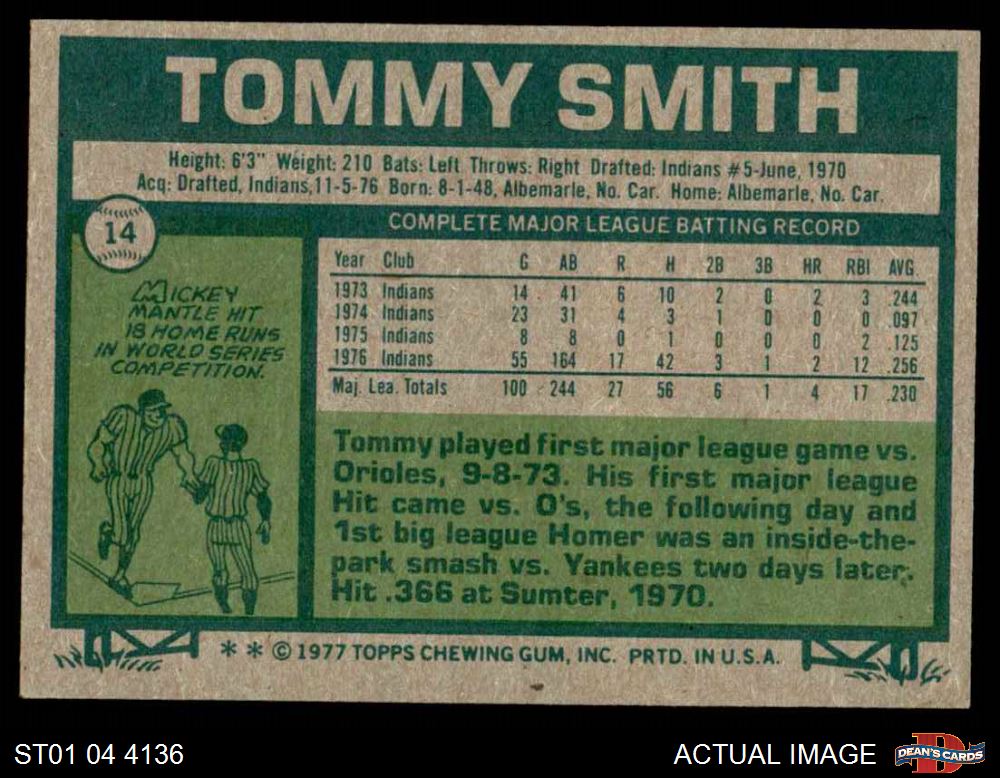 TOMMY SMITH
Height: 6'3" Weight: 210 Bats: Left Throws: Right Drafted: Indians #5-June, 1970
Acq: Drafted, Indians,11-5-76 Born: 8-1-48, Albemarle, No. Car. Home: Albemarle, No. Car.
14
COMPLETE MAJOR LEAGUE BATTING RECORD
Year Club G AB R H 2B 3B HR RBI AVG.
1973 Indians 14 41 6 10 2 0 2 3 .244
1974 Indians 23 31 4 3 1 0 0 0 .097
1975 Indians 8 8 0 1 0 0 0 2 .125
1976 Indians 55 164 17 42 3 1 2 12 .256
Maj. Lea. Totals 100 244 27 56 6 1 4 17 .230
MICKEY
MANTLE HIT
18 HOME RUNS
IN WORLD SERIES
COMPETITION.
Tommy played first major league game vs.
Orioles, 9-8-73. His first major league
Hit came vs. O's, the following day and
1st big league Homer was an inside-the-
park smash vs. Yankees two days later.
Hit .366 at Sumter, 1970.
* * © 1977 TOPPS CHEWING GUM, INC. PRTD. IN U.S.A.
ST01 04 4136
ACTUAL IMAGE
D
DEAN'S CARDS